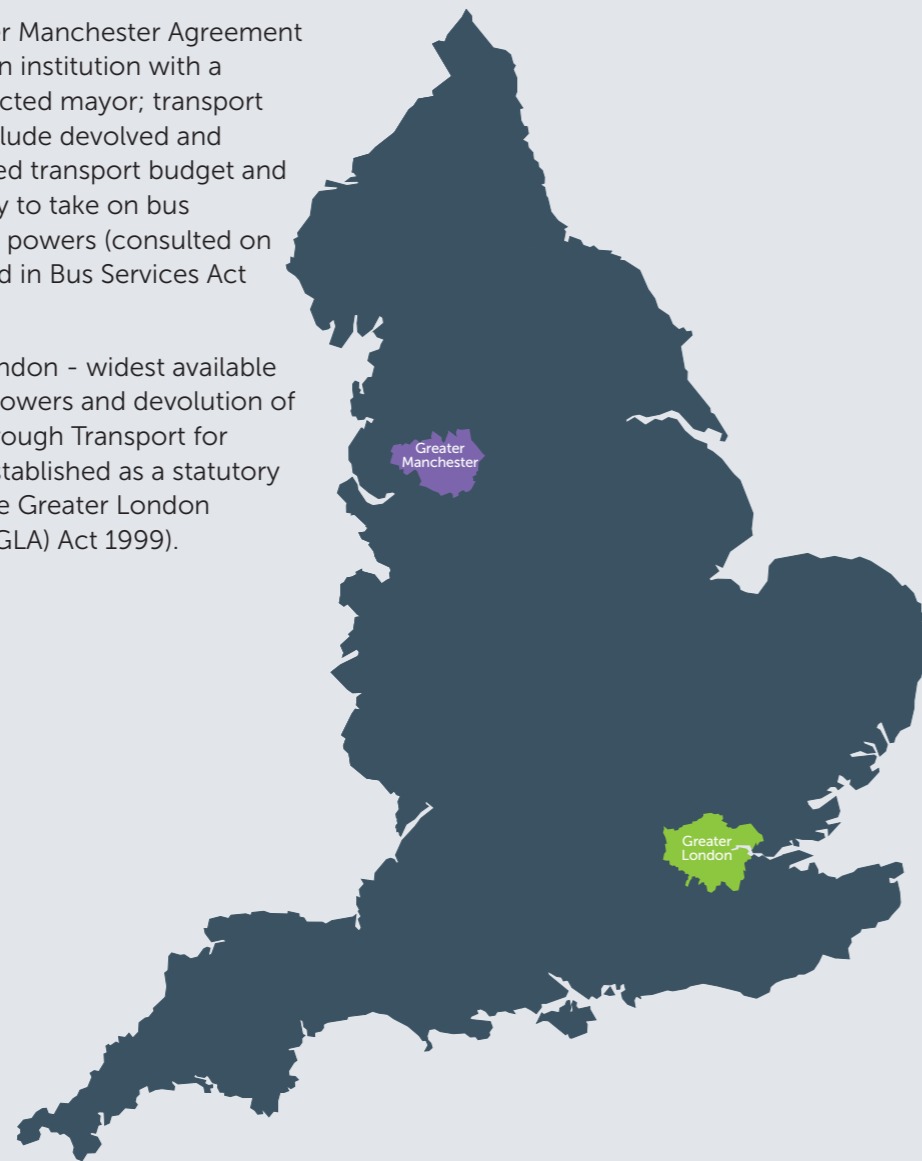 r Manchester Agreement
n institution with a
cted mayor; transport
lude devolved and
ed transport budget and
y to take on bus
powers (consulted on
d in Bus Services Act
ndon - widest available
owers and devolution of
rough Transport for
stablished as a statutory
e Greater London
GLA) Act 1999).
Greater
Manchester
Greater
London